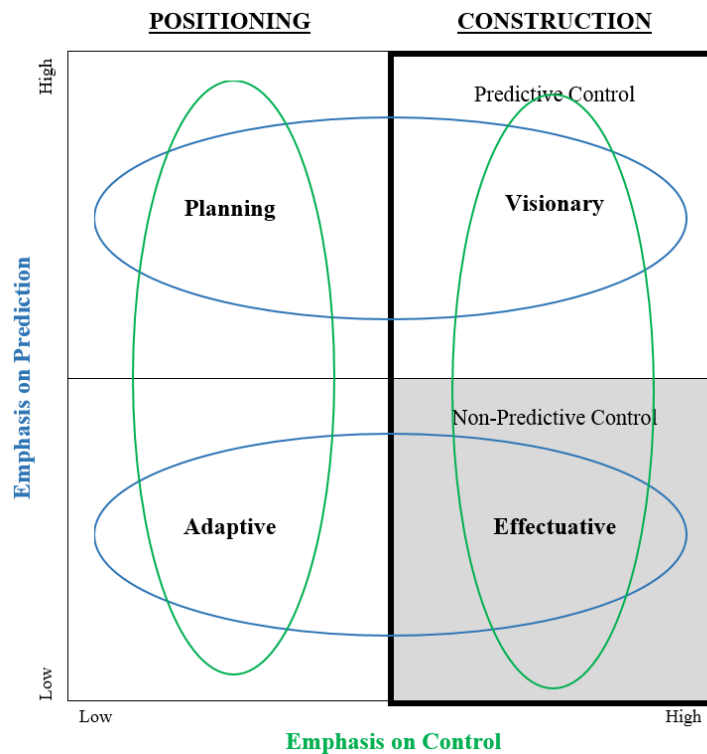 POSITIONING
CONSTRUCTION
High
Predictive Control
Planning
Visionary
Emphasis on Prediction
Non-Predictive Control
Adaptive
Effectuative
Low
Low
High
Emphasis on Control